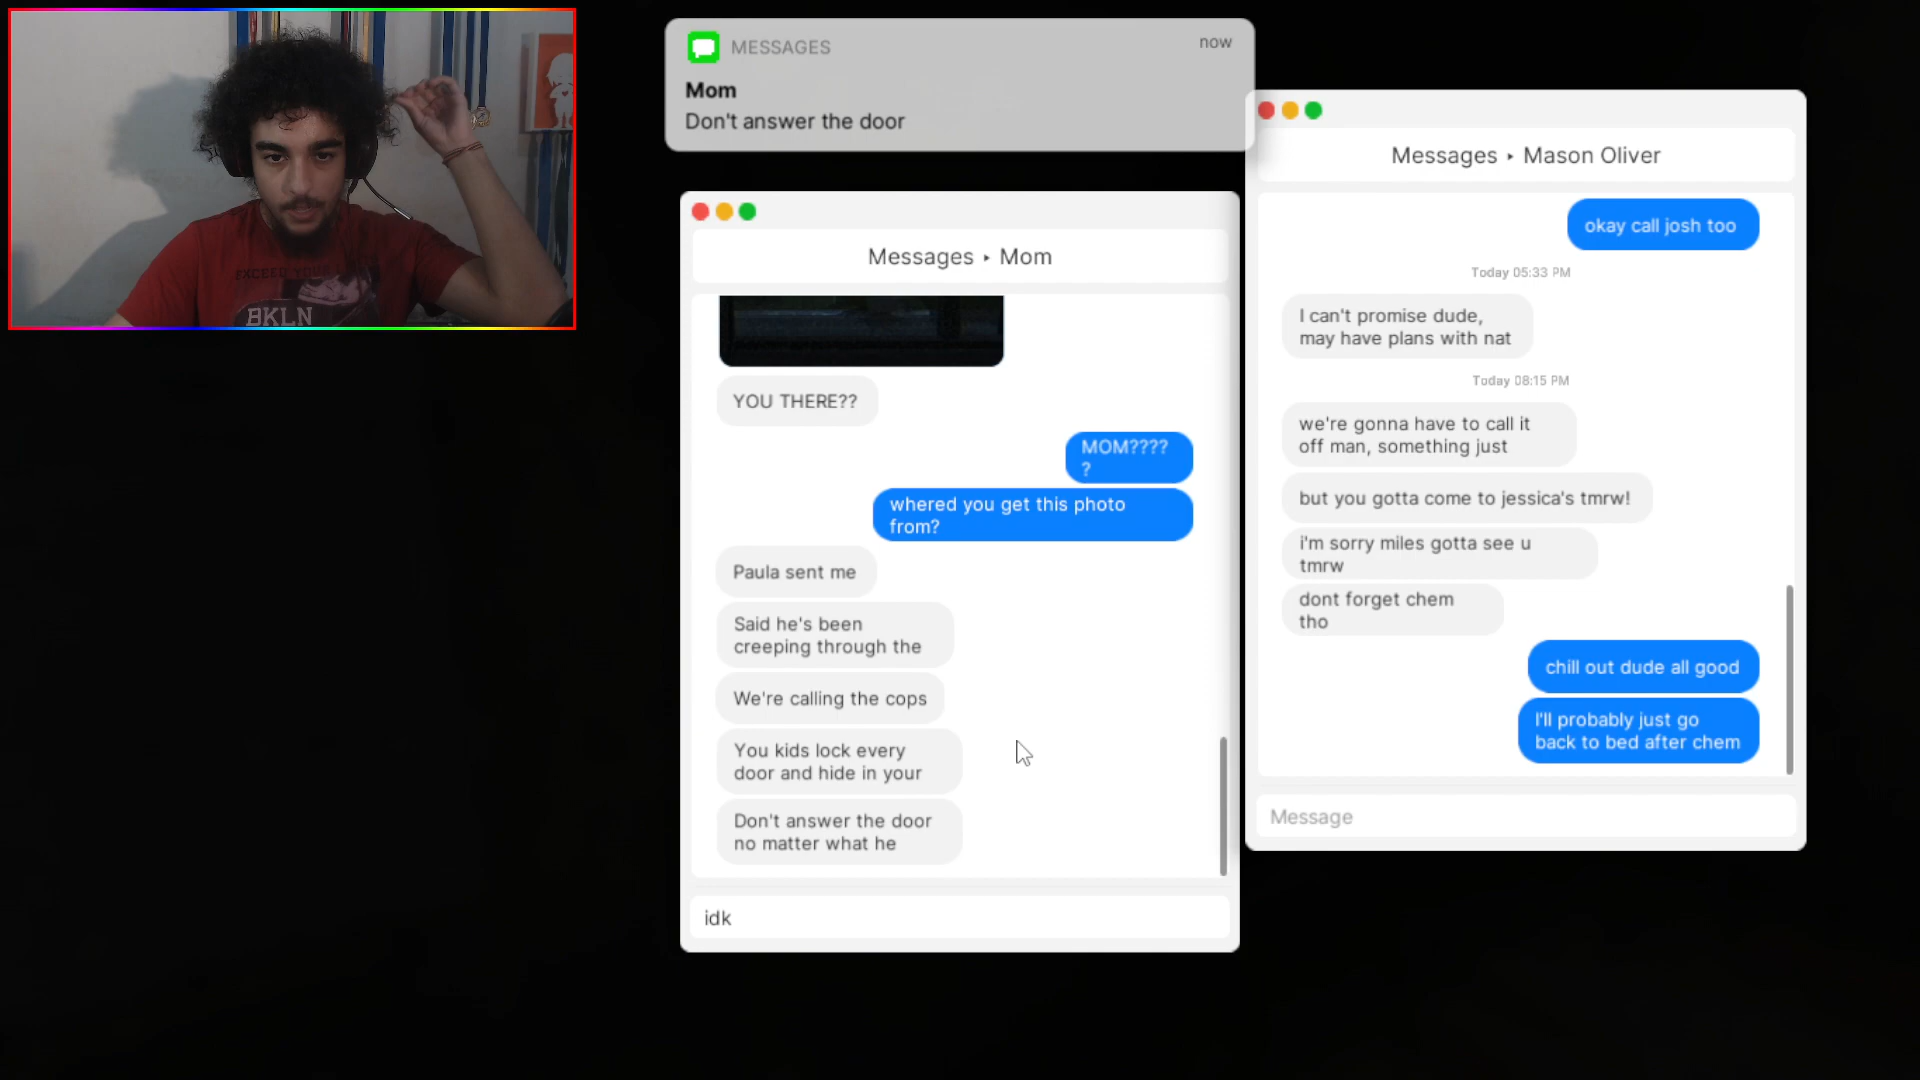 EXCEED YOUR
BKLN
MESSAGES
now
Mom
Don't answer the door
Messages ‣ Mom
YOU THERE??
MOM????
?
whered you get this photo
from?
Paula sent me
Said he's been
creeping through the
We're calling the cops
You kids lock every
door and hide in your
Don't answer the door
no matter what he
idk
Messages ‣ Mason Oliver
okay call josh too
Today 05:33 PM
I can't promise dude,
may have plans with nat
Today 08:15 PM
we're gonna have to call it
off man, something just
but you gotta come to jessica's tmrw!
i'm sorry miles gotta see u
tmrw
dont forget chem
tho
chill out dude all good
I'll probably just go
back to bed after chem
Message